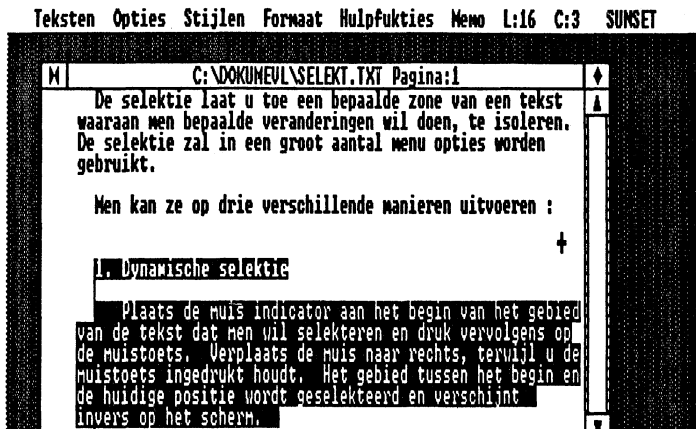 Teksten Opties Stijlen Formaat Hulpfukties Memo L:16 C:3 SUNSET
C:\DOKUMEVL\SELEKT.TXT Pagina:1
De selektie laat u toe een bepaalde zone van een tekst
waaraan men bepaalde veranderingen wil doen, te isoleren.
De selektie zal in een groot aantal menu opties worden
gebruikt.
Men kan ze op drie verschillende manieren uitvoeren :
1. Dynamische selektie
Plaats de muis indicator aan het begin van het gebied
van de tekst dat men wil selekteren en druk vervolgens op
de muistoets. Verplaats de muis naar rechts, terwijl u de
muistoets ingedrukt houdt. Het gebied tussen het begin en
de huidige positie wordt geselekteerd en verschijnt
invers op het scherm.